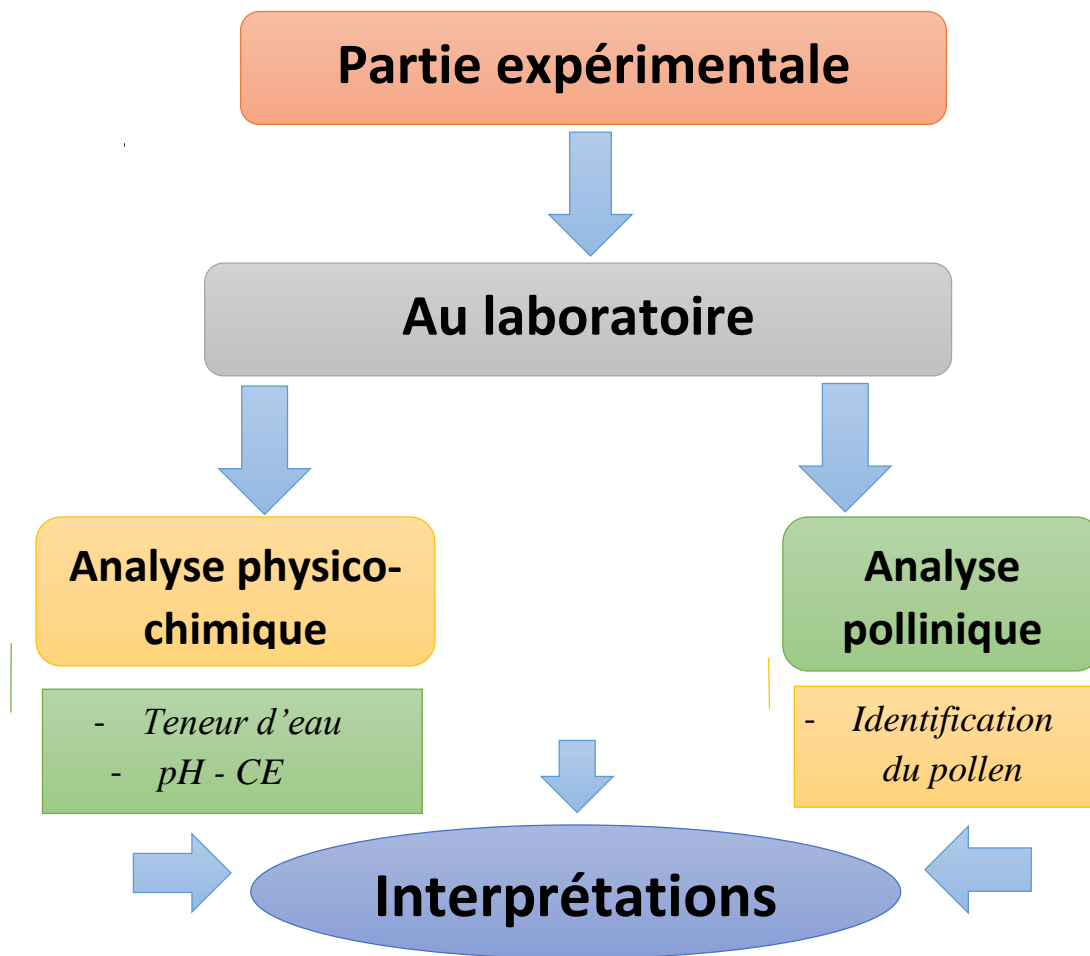 Partie expérimentale
Au laboratoire
Analyse physico-
chimique
- Teneur d’eau
- pH - CE
Analyse
pollinique
- Identification
du pollen
Interprétations